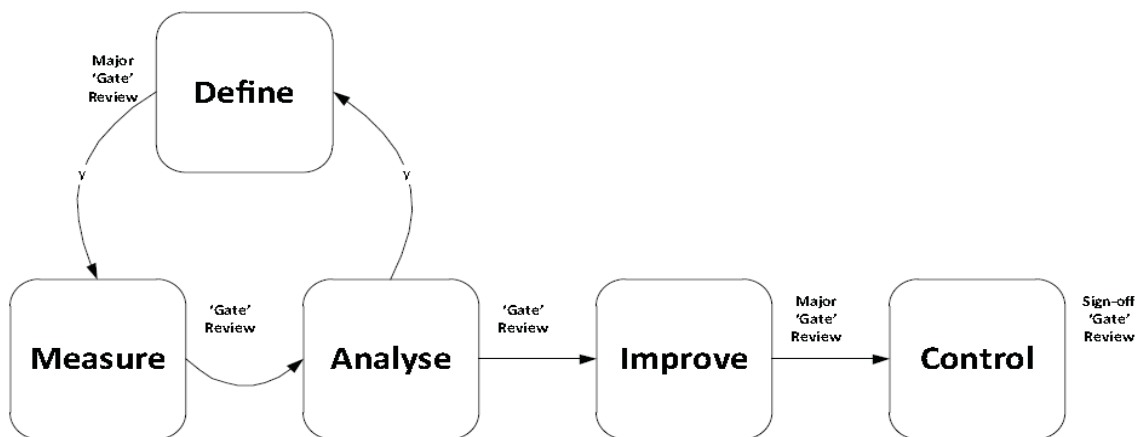 Major
‘Gate’
Review
Define
y
y
Measure
‘Gate’
Review
Analyse
‘Gate’
Review
Improve
Major
‘Gate’
Review
Control
Sign-off
‘Gate’
Review